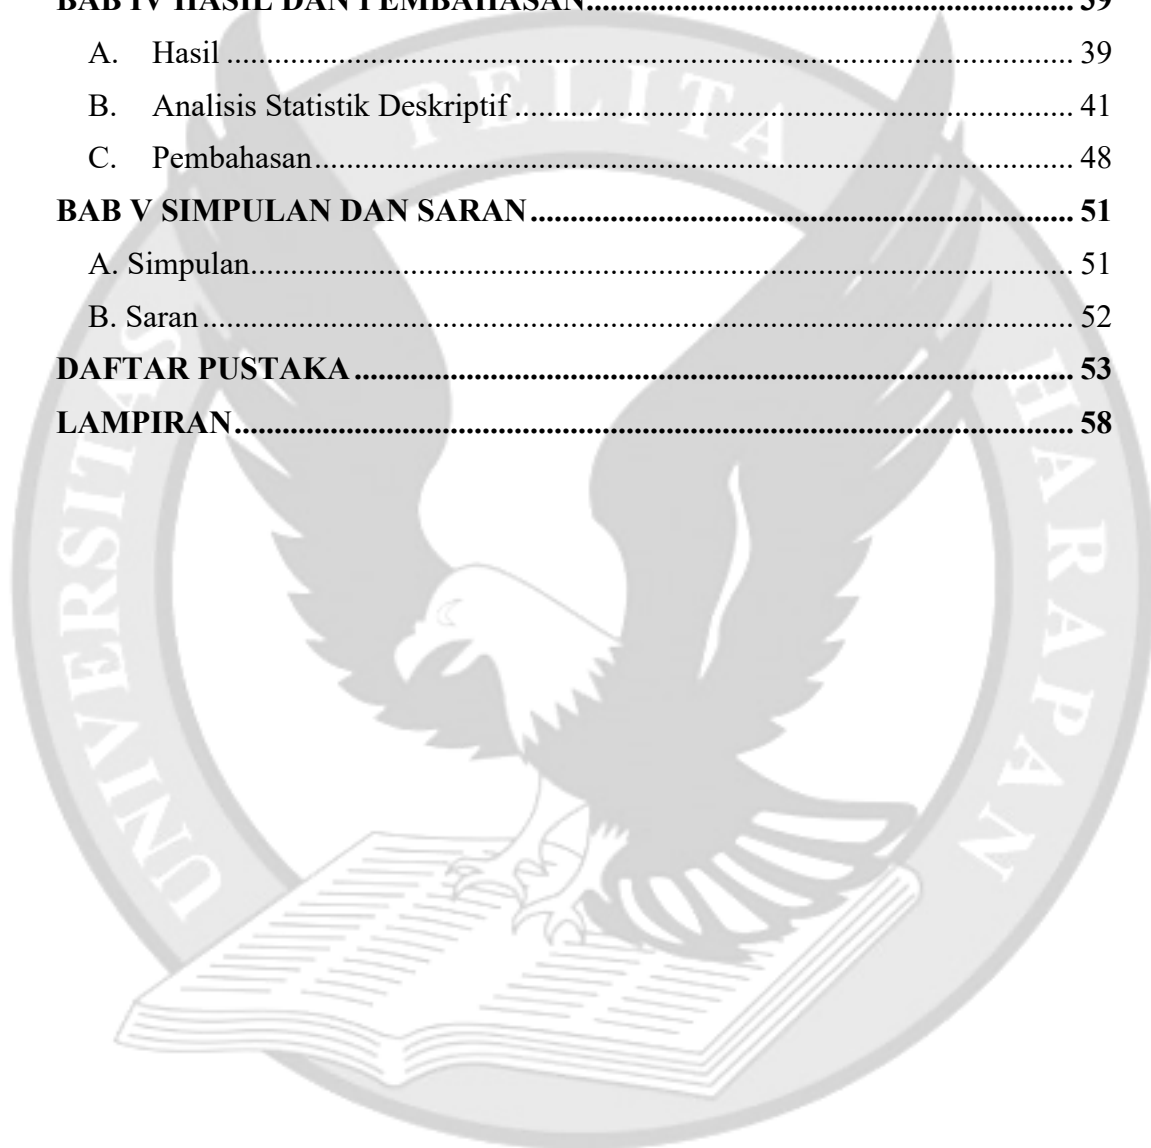 BAB IV HASIL DAN PEMBAHASAN........................................................... 39
A. Hasil ......................................................................................................... 39
B. Analisis Statistik Deskriptif ...................................................................... 41
C. Pembahasan............................................................................................... 48
BAB V SIMPULAN DAN SARAN.................................................................... 51
A. Simpulan....................................................................................................... 51
B. Saran ............................................................................................................. 52
DAFTAR PUSTAKA .......................................................................................... 53
LAMPIRAN......................................................................................................... 58
UNIVERSITAS PELITA HARAPAN